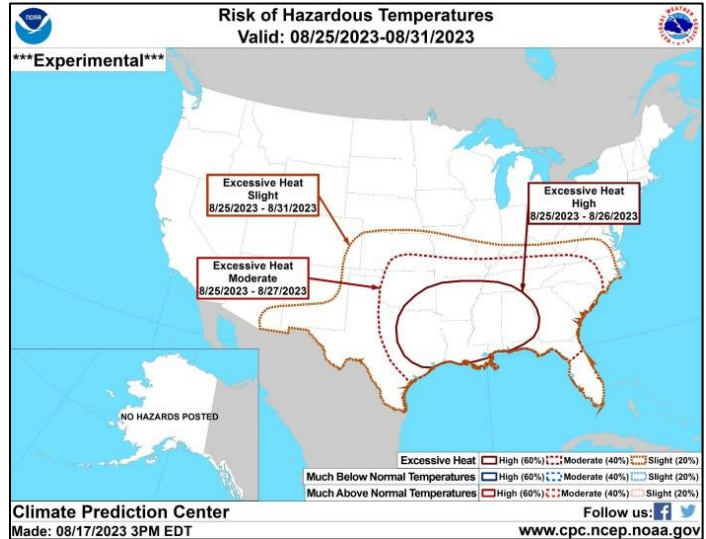 NOAA
Risk of Hazardous Temperatures
Valid: 08/25/2023-08/31/2023
***Experimental***
Excessive Heat
Slight
8/25/2023 - 8/31/2023
Excessive Heat
High
8/25/2023 - 8/26/2023
Excessive Heat
Moderate
8/25/2023 - 8/27/2023
NO HAZARDS POSTED
Excessive Heat High (60%) Moderate (40%) Slight (20%)
Much Below Normal Temperatures High (60%) Moderate (40%) Slight (20%)
Much Above Normal Temperatures High (60%) Moderate (40%) Slight (20%)
Climate Prediction Center
Follow us:
Made: 08/17/2023 3PM EDT
www.cpc.ncep.noaa.gov